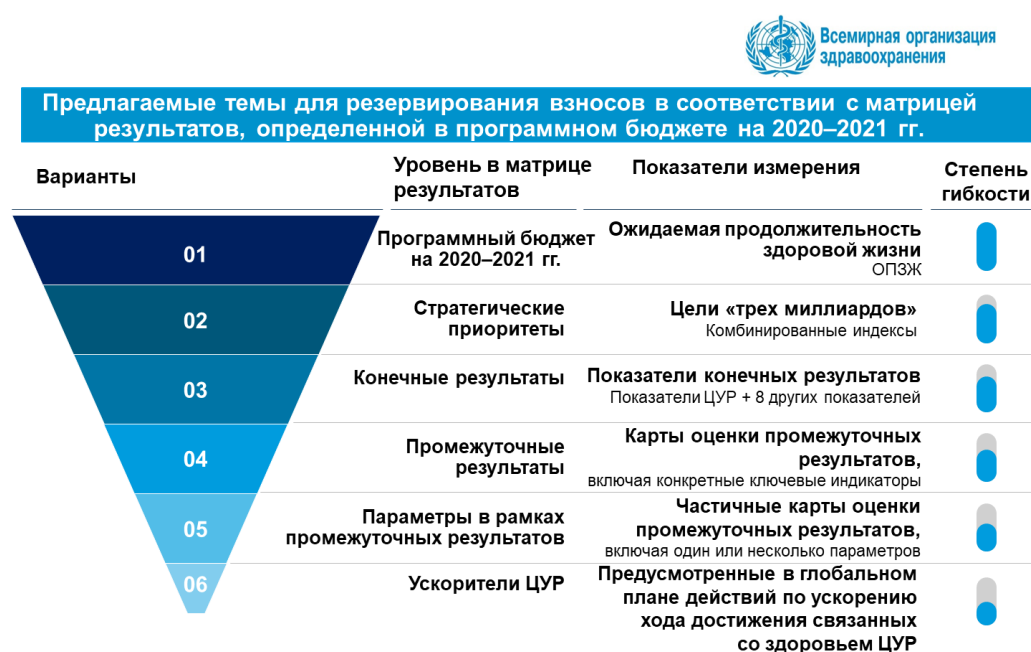 Всемирная организация
здравоохранения
Предлагаемые темы для резервирования взносов в соответствии с матрицей
результатов, определенной в программном бюджете на 2020–2021 гг.
Варианты
Уровень в матрице
результатов
Показатели измерения
Степень
гибкости
01
Программный бюджет
на 2020–2021 гг.
Ожидаемая продолжительность
здоровой жизни
ОПЗЖ
02
Стратегические
приоритеты
Цели «трех миллиардов»
Комбинированные индексы
03
Конечные результаты
Показатели конечных результатов
Показатели ЦУР + 8 других показателей
04
Промежуточные
результаты
Карты оценки промежуточных
результатов,
включая конкретные ключевые индикаторы
05
Параметры в рамках
промежуточных результатов
Частичные карты оценки
промежуточных результатов,
включая один или несколько параметров
06
Ускорители ЦУР
Предусмотренные в глобальном
плане действий по ускорению
хода достижения связанных
со здоровьем ЦУР